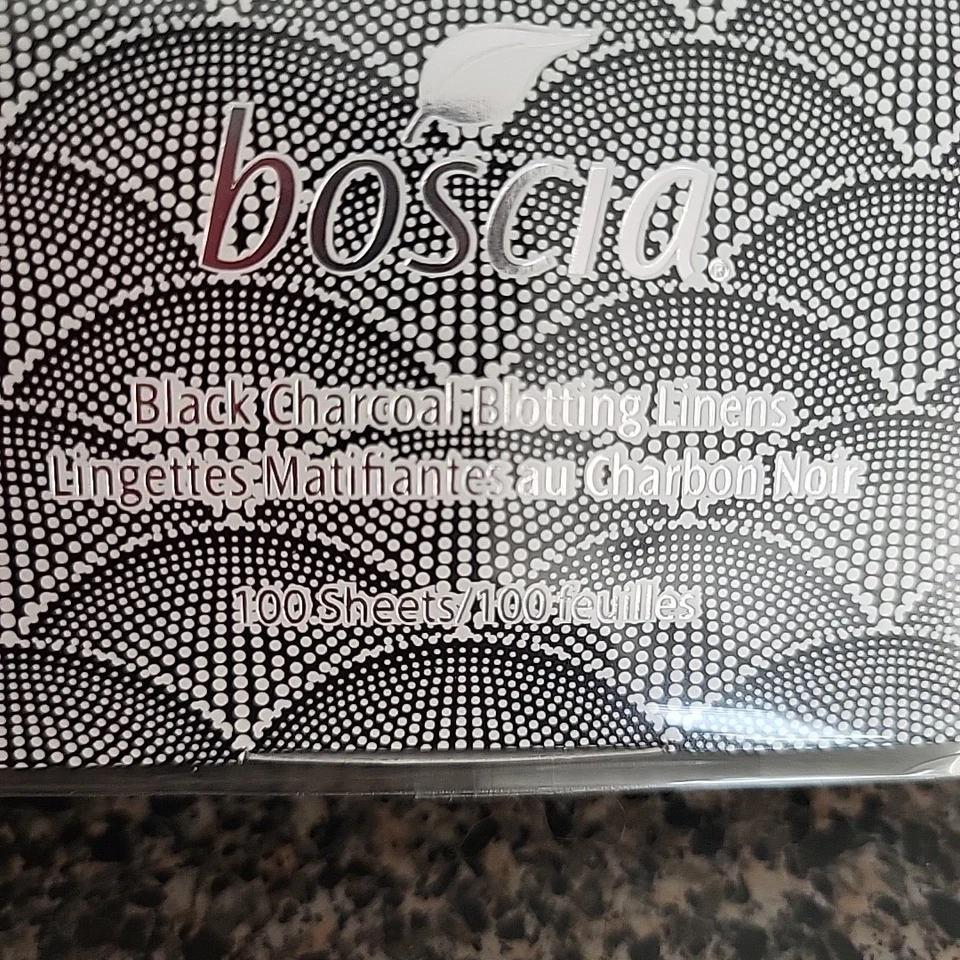 boscia®
Black Charcoal Blotting Linens
Lingettes Matifiantes au Charbon Noir
100 Sheets/100 feuilles